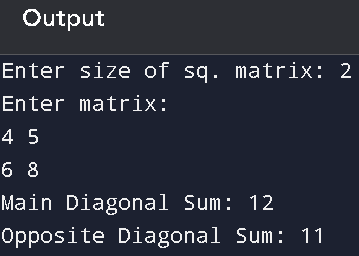 Output
Enter size of sq. matrix: 2
Enter matrix:
4 5
6 8
Main Diagonal Sum: 12
Opposite Diagonal Sum: 11